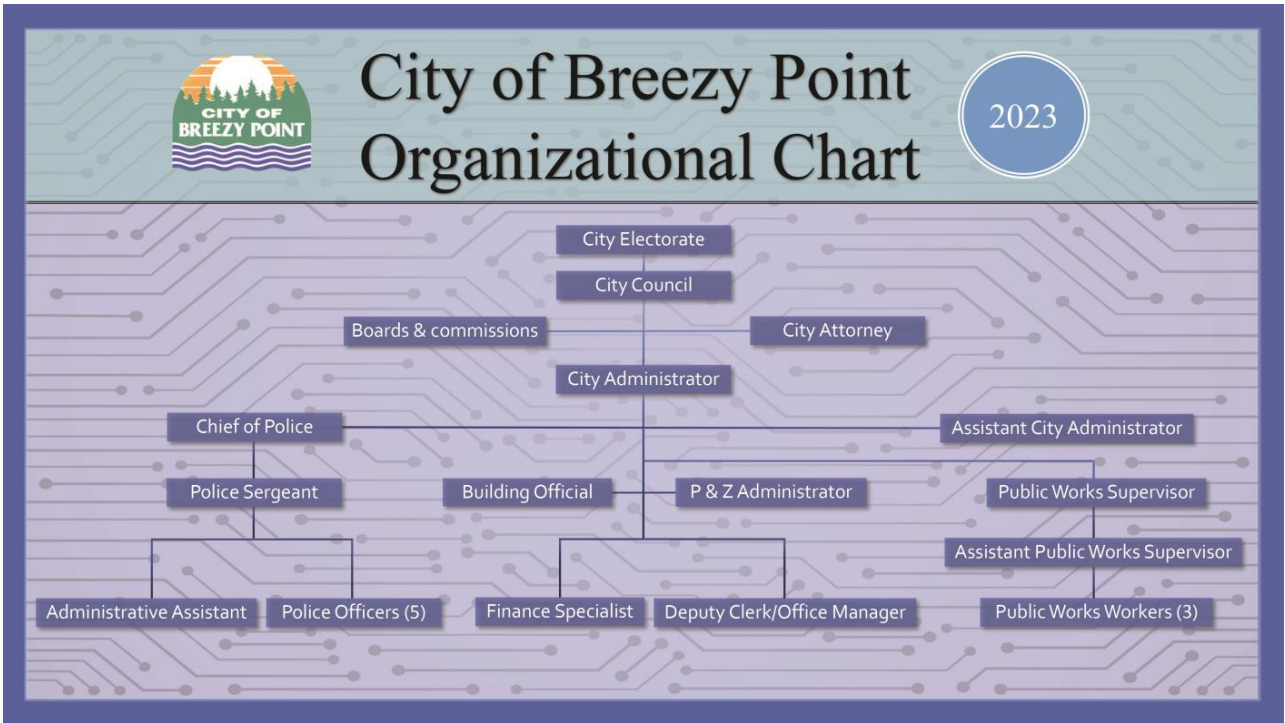 CITY OF
BREEZY POINT
City of Breezy Point
Organizational Chart
2023
City Electorate
City Council
Boards & commissions
City Attorney
City Administrator
Chief of Police
Assistant City Administrator
Police Sergeant
Building Official
P & Z Administrator
Public Works Supervisor
Assistant Public Works Supervisor
Administrative Assistant
Police Officers (5)
Finance Specialist
Deputy Clerk/Office Manager
Public Works Workers (3)